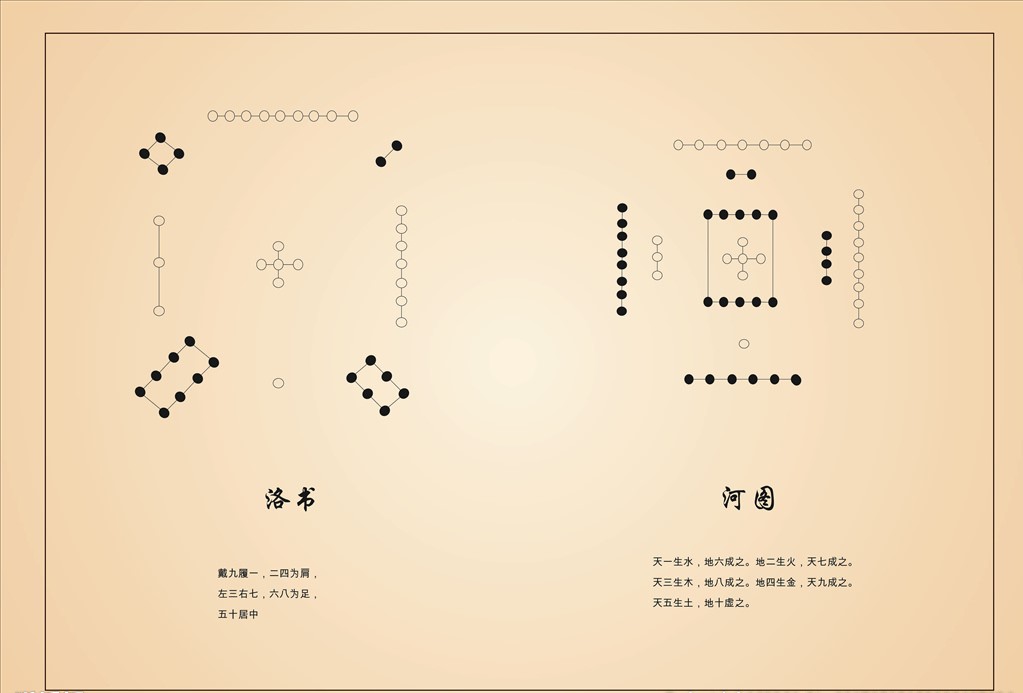 洛书
戴九履一，二四为肩，
左三右七，六八为足，
五十居中
河图
天一生水，地六成之。地二生火，天七成之。
天三生木，地八成之。地四生金，天九成之。
天五生土，地十虚之。